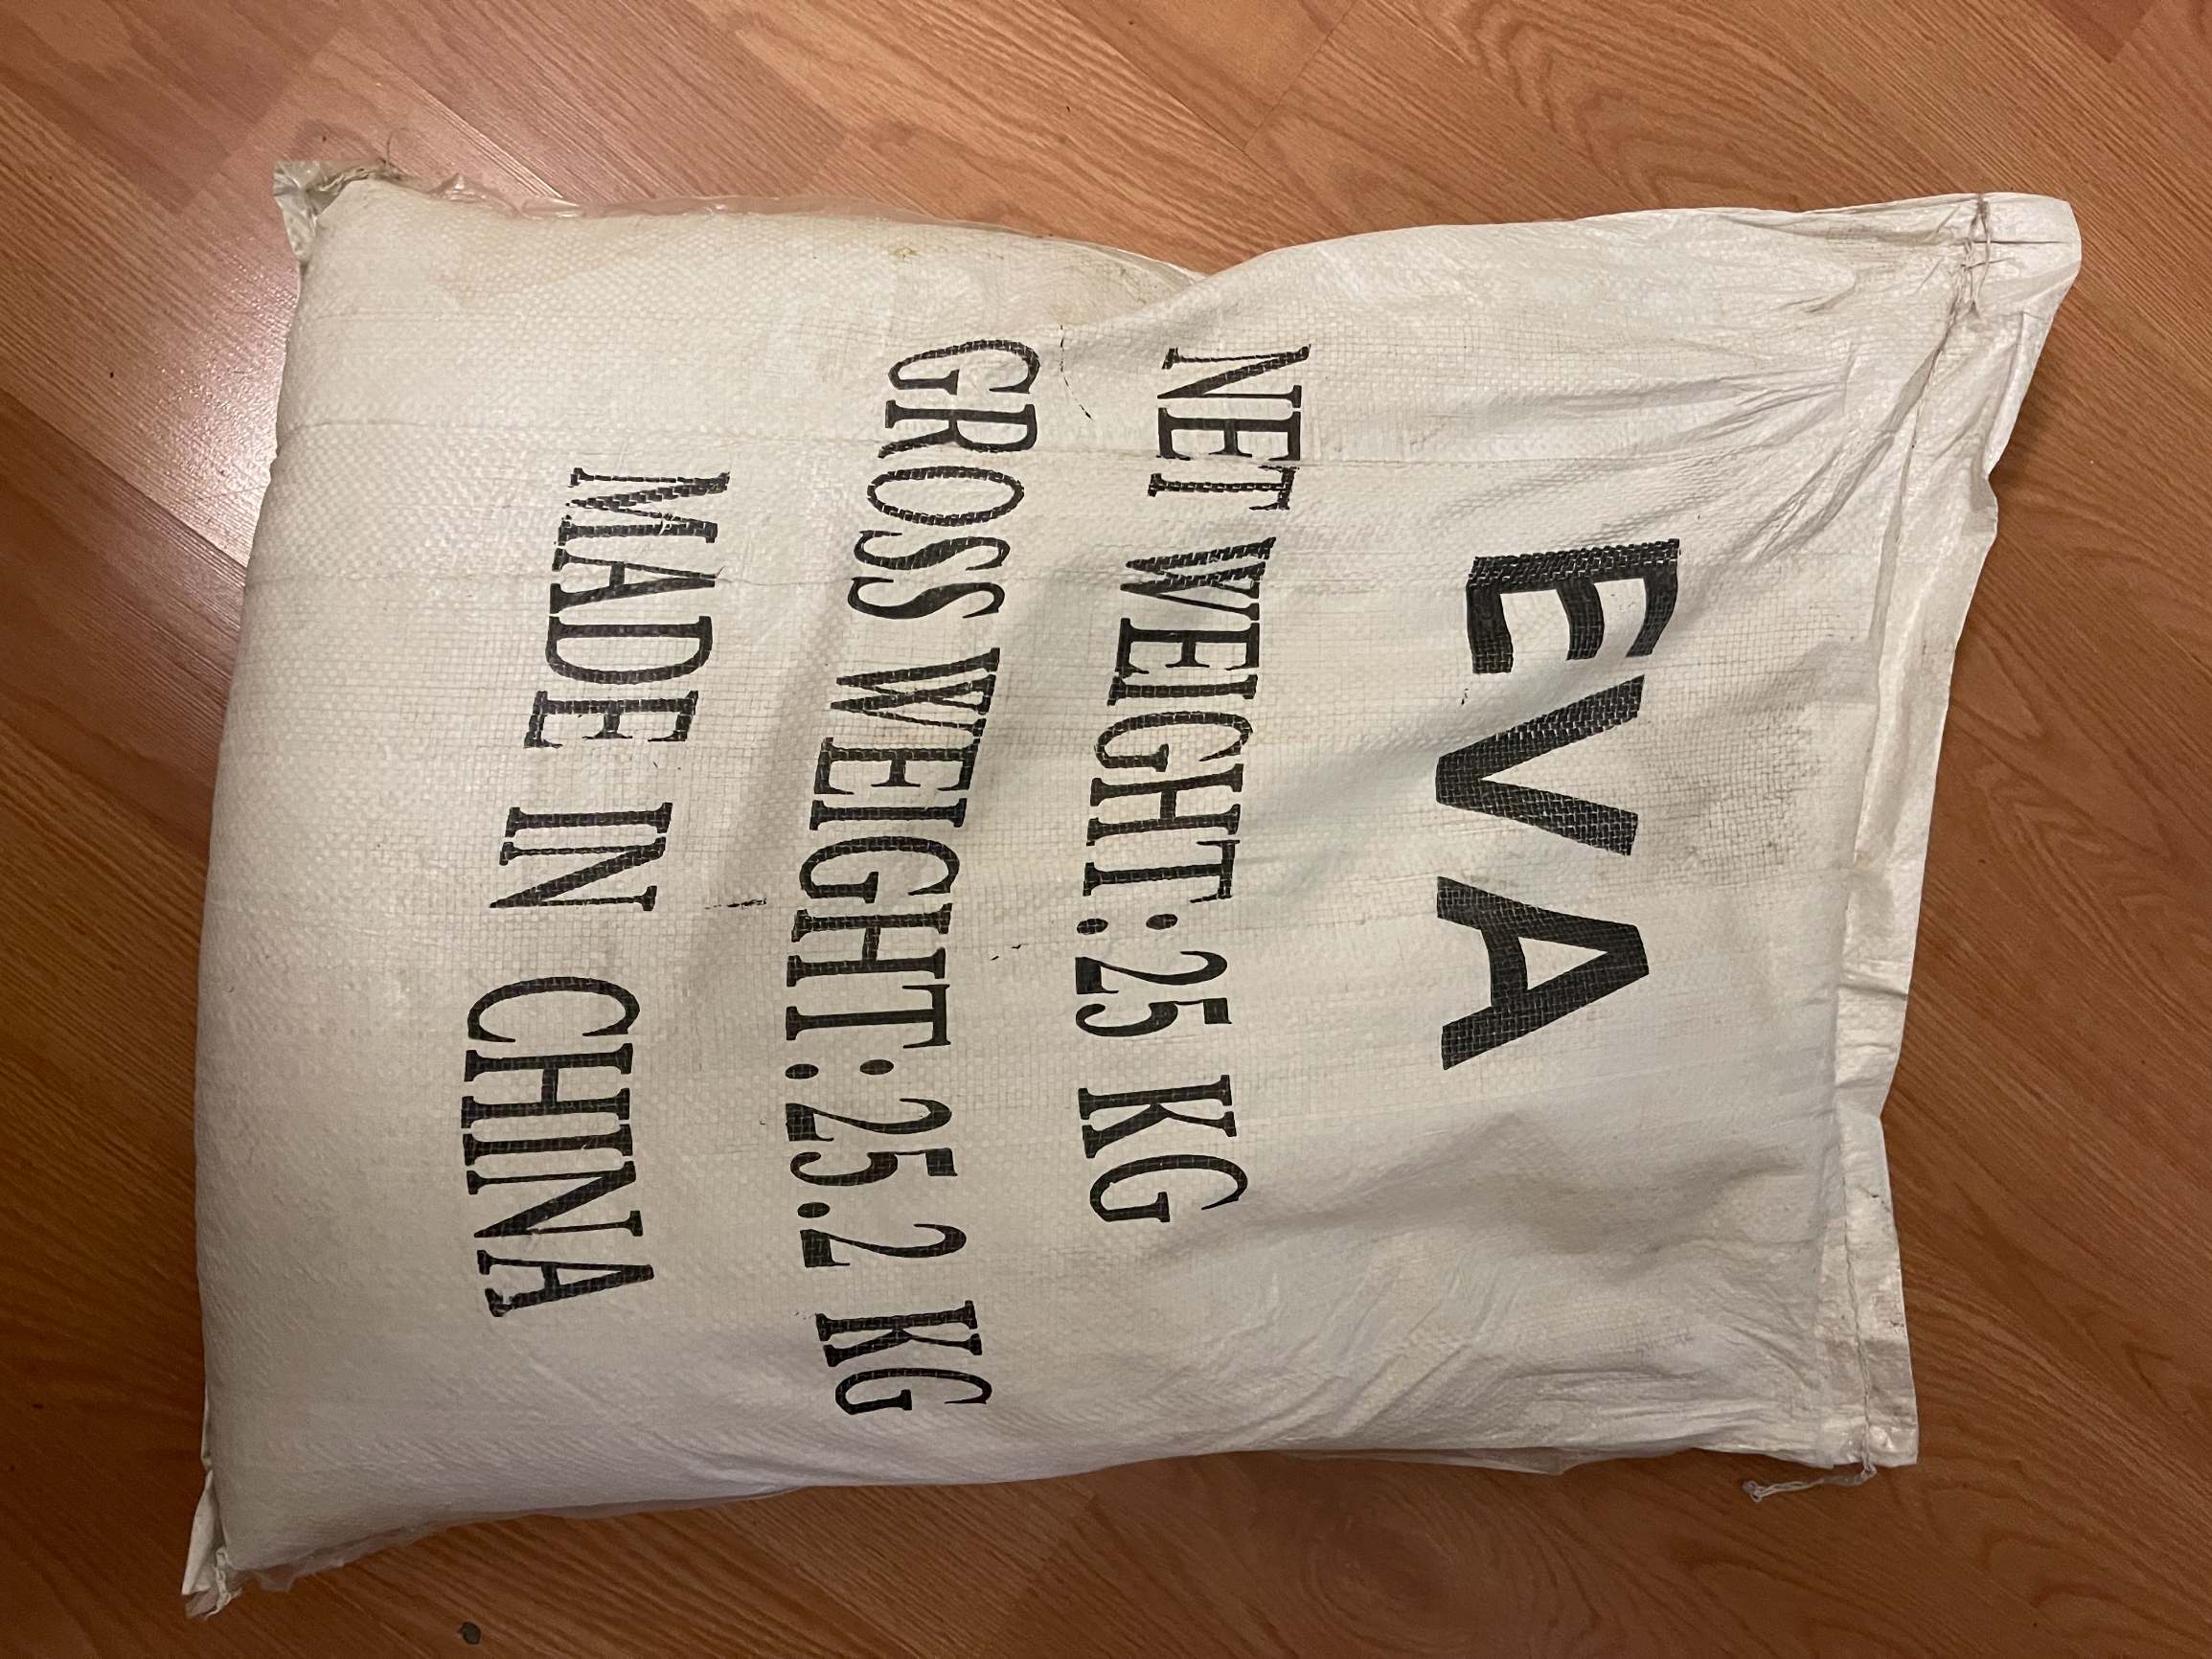 EVA
NET WEIGHT:25 KG
GROSS WEIGHT:25.2 KG
MADE IN CHINA